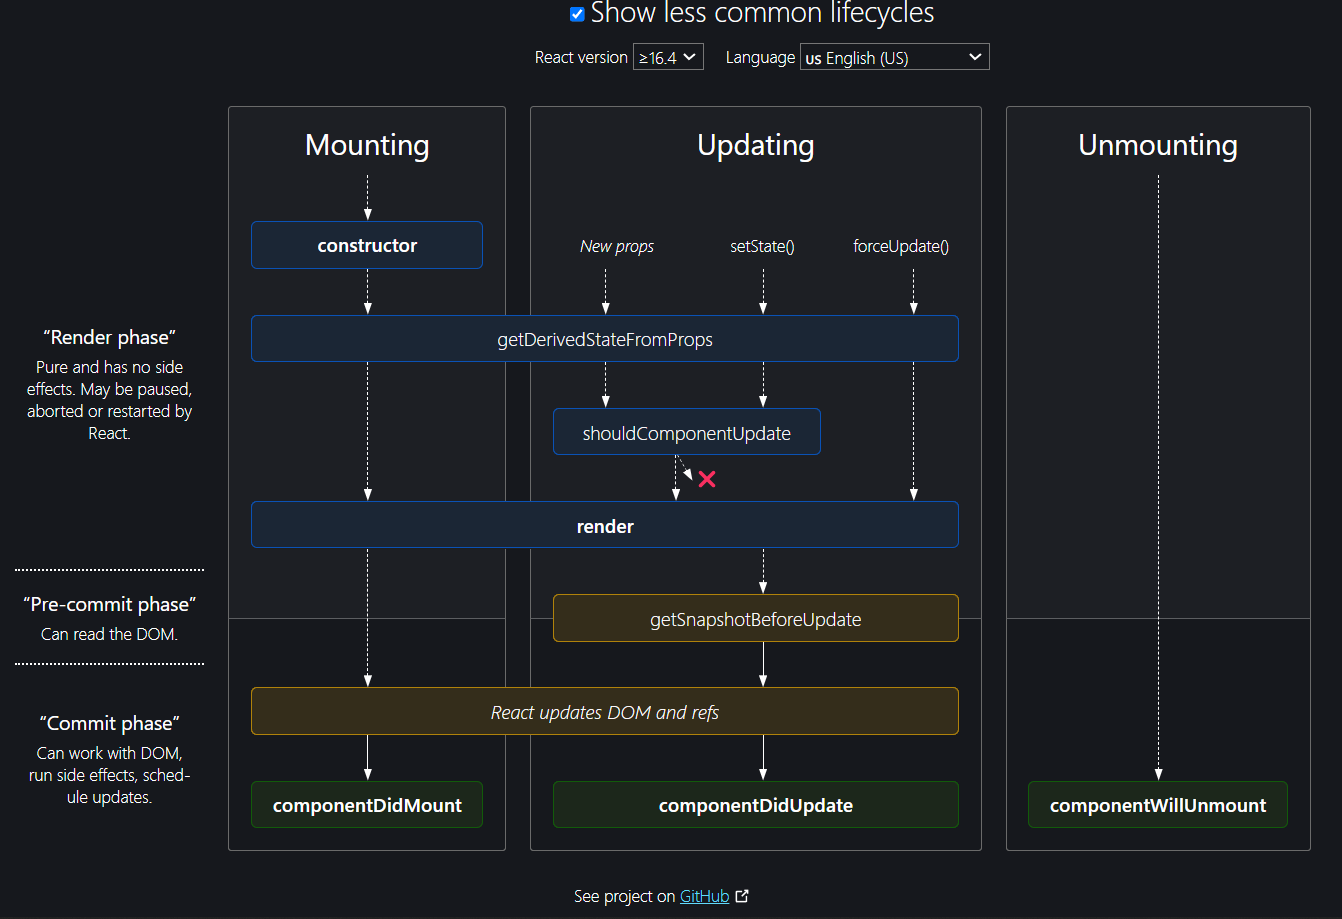 Show less common lifecycles
React version ≥16.4 Language us English (US)
Mounting
Updating
Unmounting
constructor
New props
setState()
forceUpdate()
“Render phase”
Pure and has no side
effects. May be paused,
aborted or restarted by
React.
getDerivedStateFromProps
shouldComponentUpdate
render
“Pre-commit phase”
Can read the DOM.
getSnapshotBeforeUpdate
“Commit phase”
Can work with DOM,
run side effects, sched-
ule updates.
React updates DOM and refs
componentDidMount
componentDidUpdate
componentWillUnmount
See project on GitHub